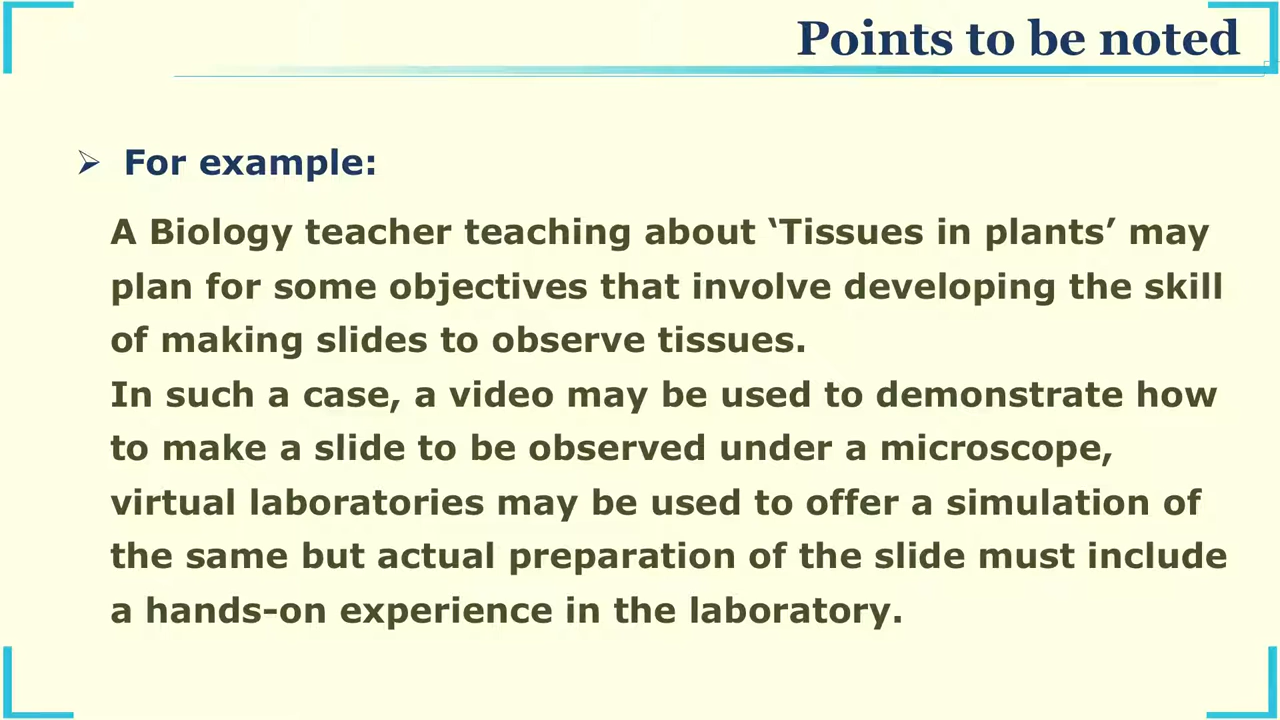 Points to be noted
➢ For example:
A Biology teacher teaching about ‘Tissues in plants’ may
plan for some objectives that involve developing the skill
of making slides to observe tissues.
In such a case, a video may be used to demonstrate how
to make a slide to be observed under a microscope,
virtual laboratories may be used to offer a simulation of
the same but actual preparation of the slide must include
a hands-on experience in the laboratory.